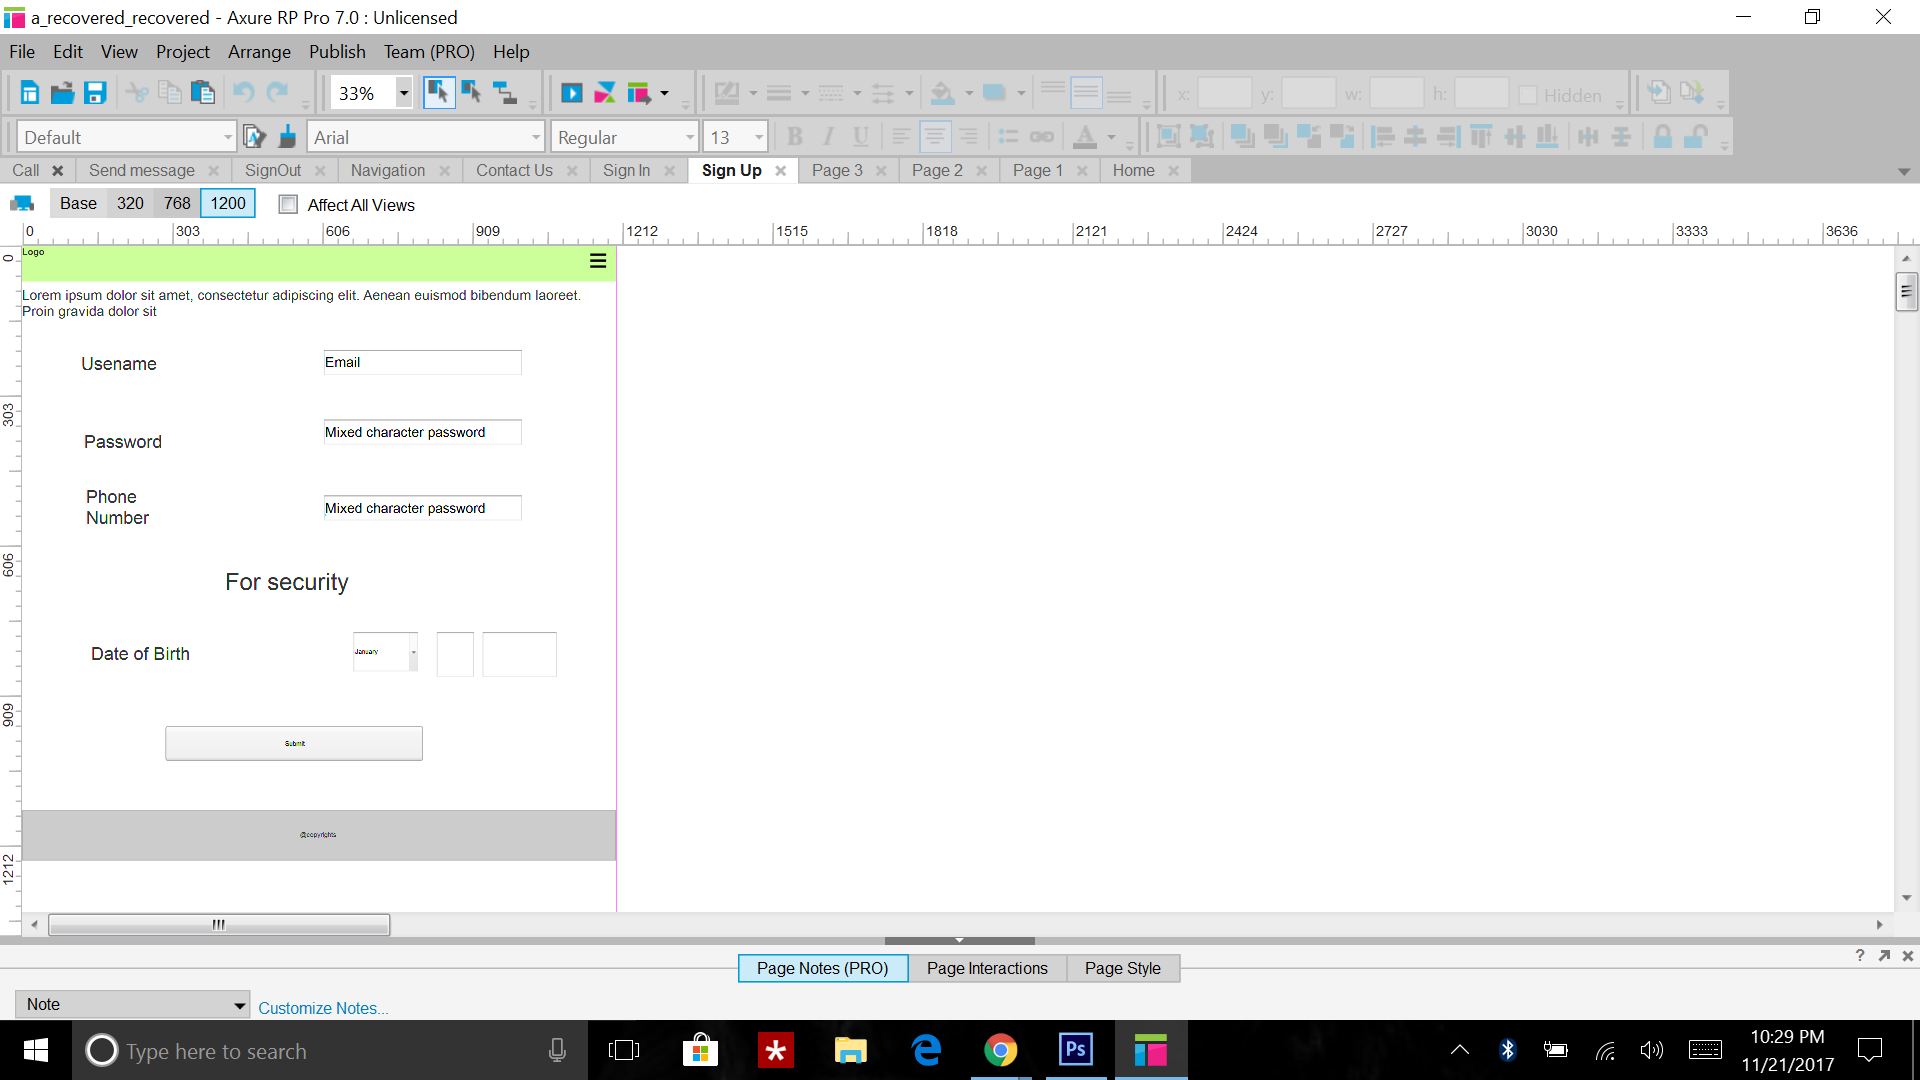 a_recovered_recovered - Axure RP Pro 7.0 : Unlicensed
File Edit View Project Arrange Publish Team (PRO) Help
33% x: y: w: h: Hidden
Default Arial Regular 13 B I U A
Call Send message SignOut Navigation Contact Us Sign In Sign Up Page 3 Page 2 Page 1 Home
Base 320 768 1200 Affect All Views
0 303 606 909 1212 1515 1818 2121 2424 2727 3030 3333 3636
0 303 606 909 1212
Logo
Lorem ipsum dolor sit amet, consectetur adipiscing elit. Aenean euismod bibendum laoreet.
Proin gravida dolor sit
Usename Email
Password Mixed character password
Phone
Number Mixed character password
For security
Date of Birth January
Submit
@copyrights
Page Notes (PRO) Page Interactions Page Style
?
Note Customize Notes...
Type here to search
Ps
10:29 PM
11/21/2017